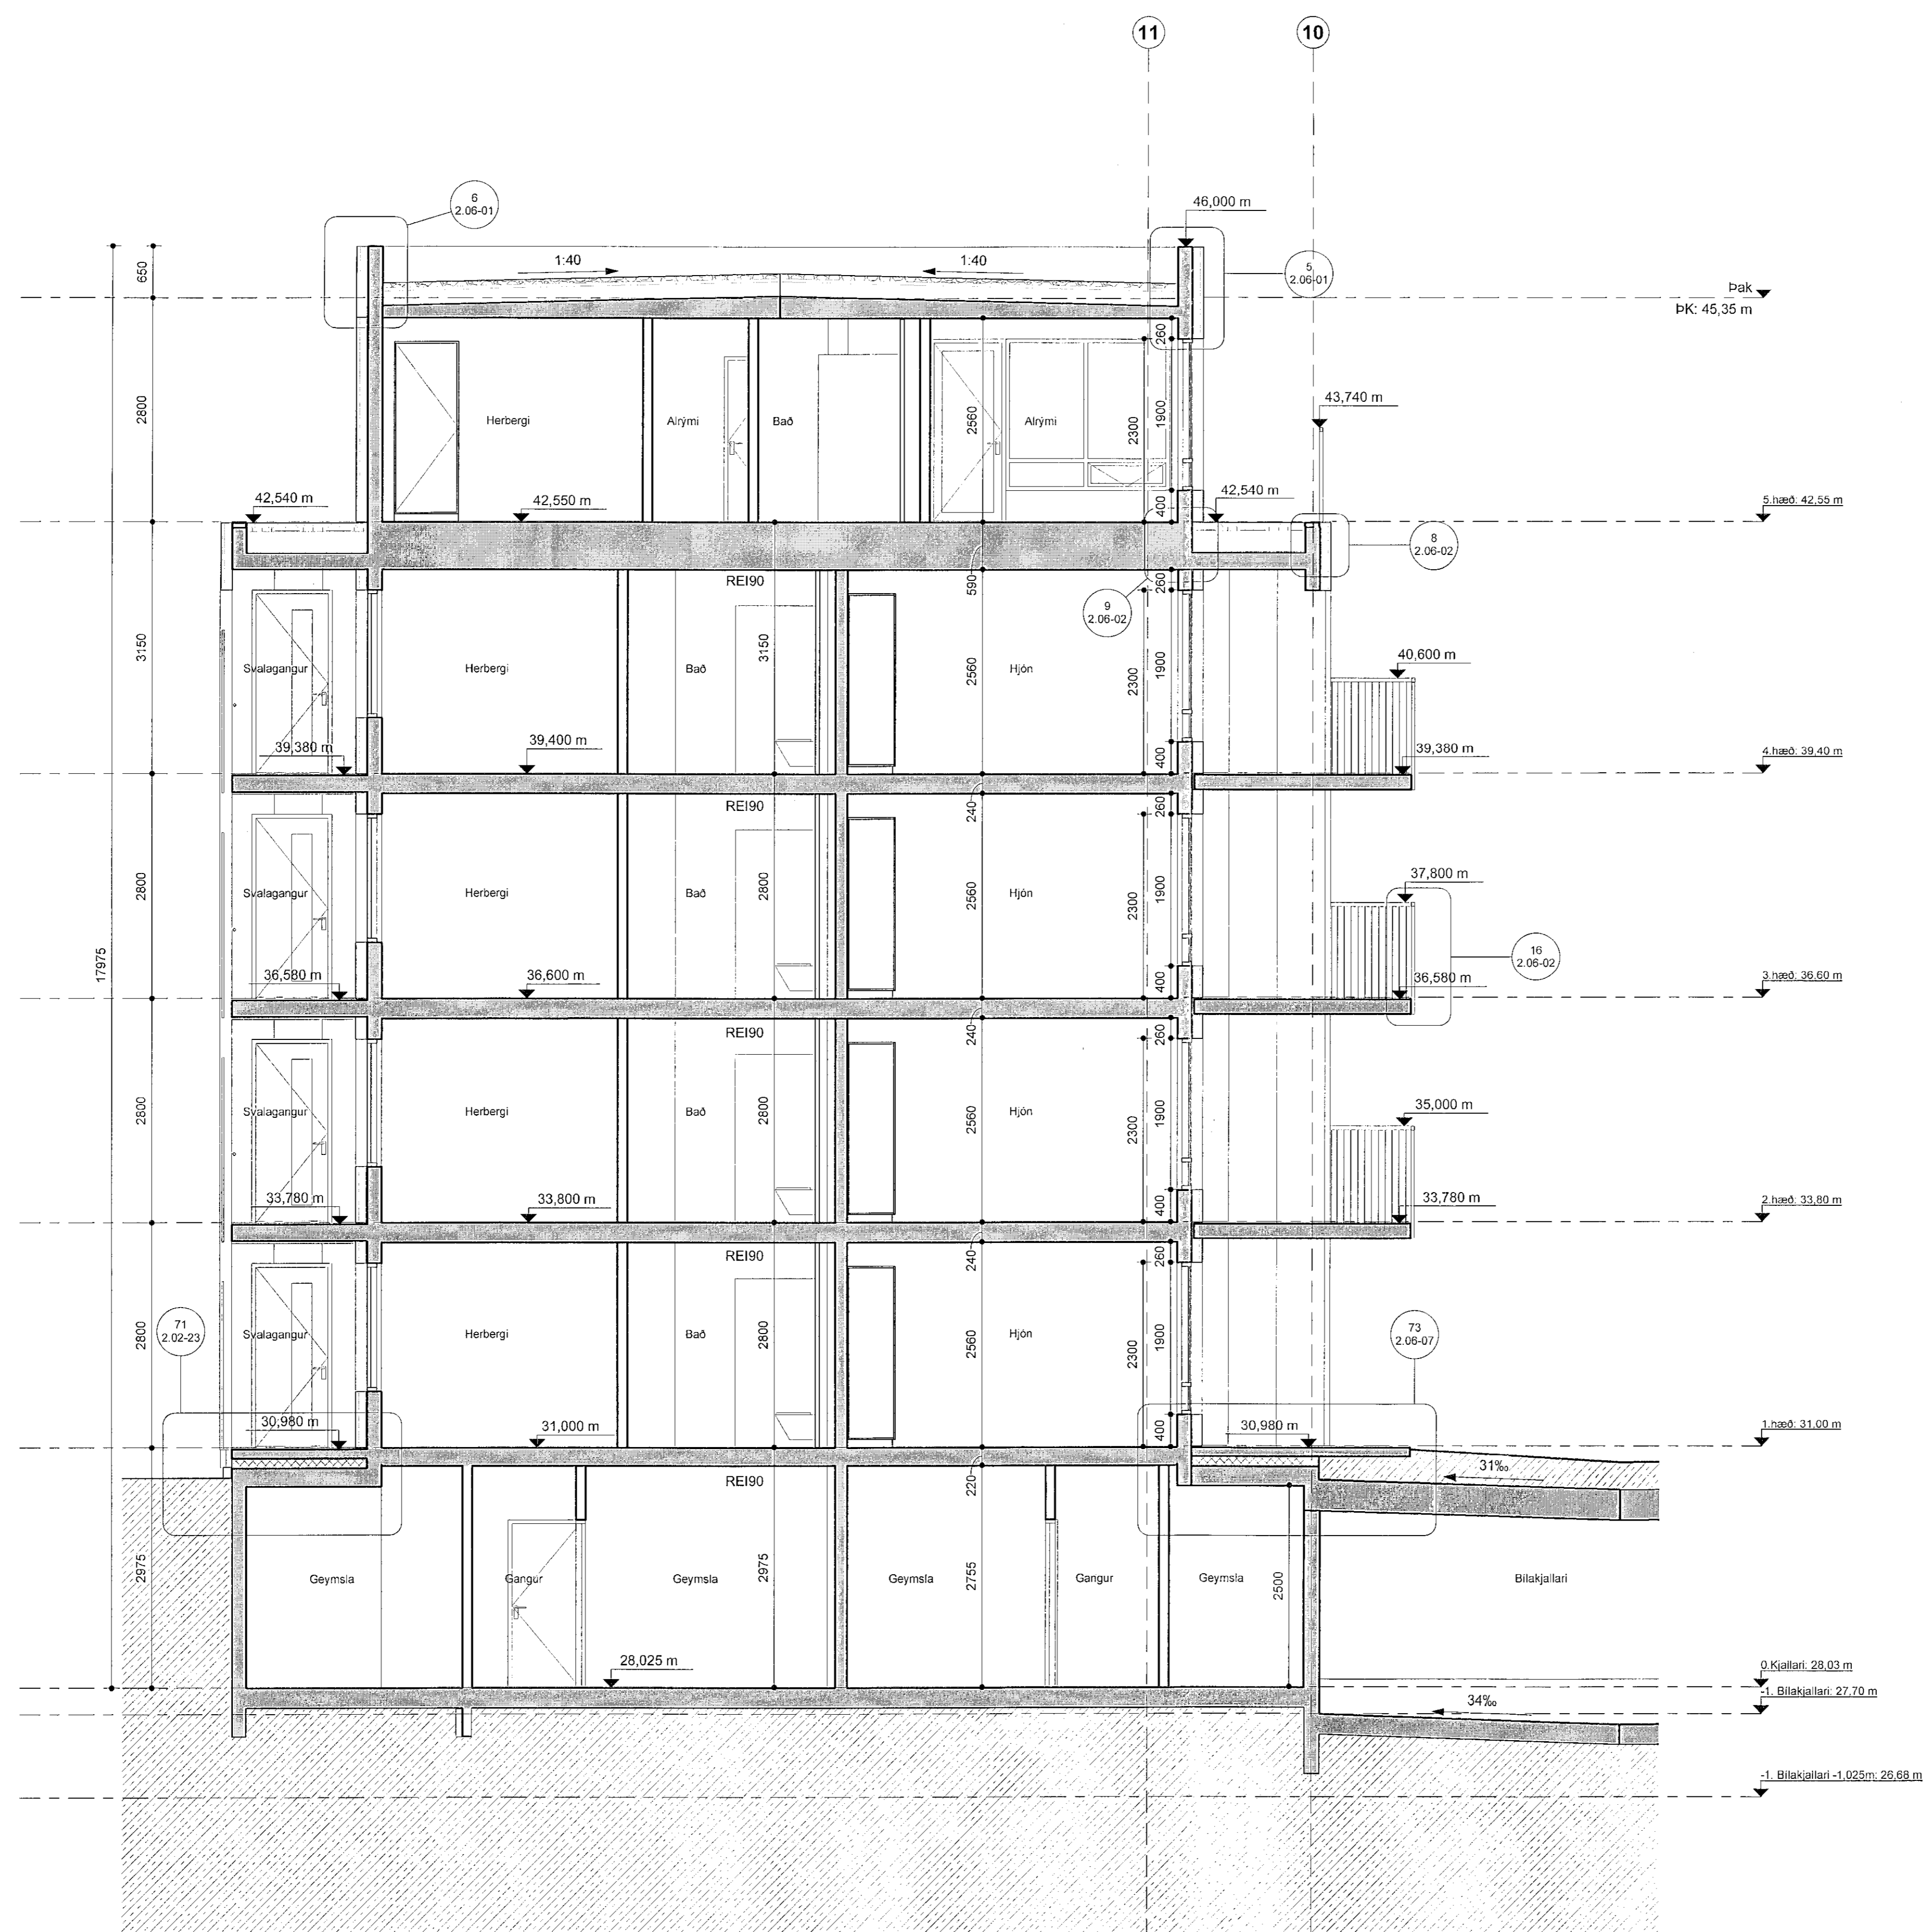 11
10
6
2.06-01
46,000 m
1:40
1:40
5
2.06-01
650
Þak
ÞK: 45,35 m
260
43,740 m
2800
Herbergi
Alrými
Bað
2560
Alrými
2300
1900
42,540 m
42,550 m
400
42,540 m
5.hæð: 42,55 m
8
2.06-02
REI90
590
260
9
2.06-02
3150
Svalagangur
Herbergi
Bað
3150
2560
Hjón
2300
1900
40,600 m
39,380 m
39,400 m
400
39,380 m
4.hæð: 39,40 m
REI90
240
260
37,800 m
2800
Svalagangur
Herbergi
Bað
2800
2560
Hjón
2300
1900
17975
16
2.06-02
36,580 m
36,600 m
400
36,580 m
3.hæð: 36,60 m
REI90
240
260
35,000 m
2800
Svalagangur
Herbergi
Bað
2800
2560
Hjón
2300
1900
33,780 m
33,800 m
400
33,780 m
2.hæð: 33,80 m
REI90
240
260
71
2.02-23
2800
Svalagangur
Herbergi
Bað
2800
2560
Hjón
2300
1900
73
2.06-07
30,980 m
31,000 m
400
30,980 m
1.hæð: 31,00 m
REI90
220
31‰
2975
Geymsla
Gangur
Geymsla
2975
Geymsla
2755
Gangur
Geymsla
2500
Bílakjallari
28,025 m
0.Kjallari: 28,03 m
-1. Bílakjallari: 27,70 m
34‰
-1. Bílakjallari -1,025m: 26,68 m